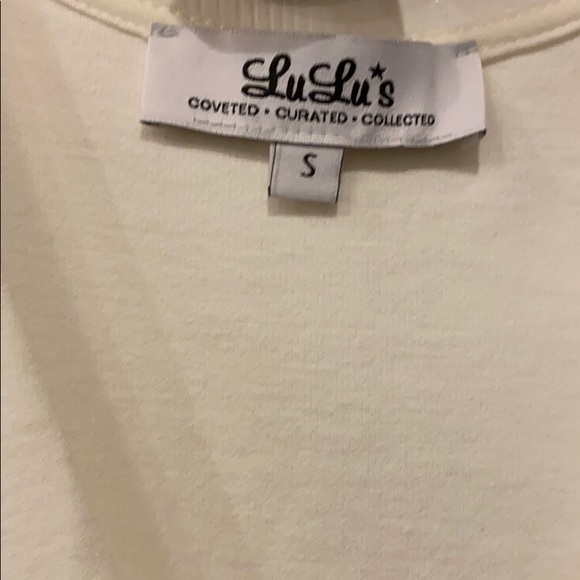 LuLu*s
COVETED • CURATED • COLLECTED
S